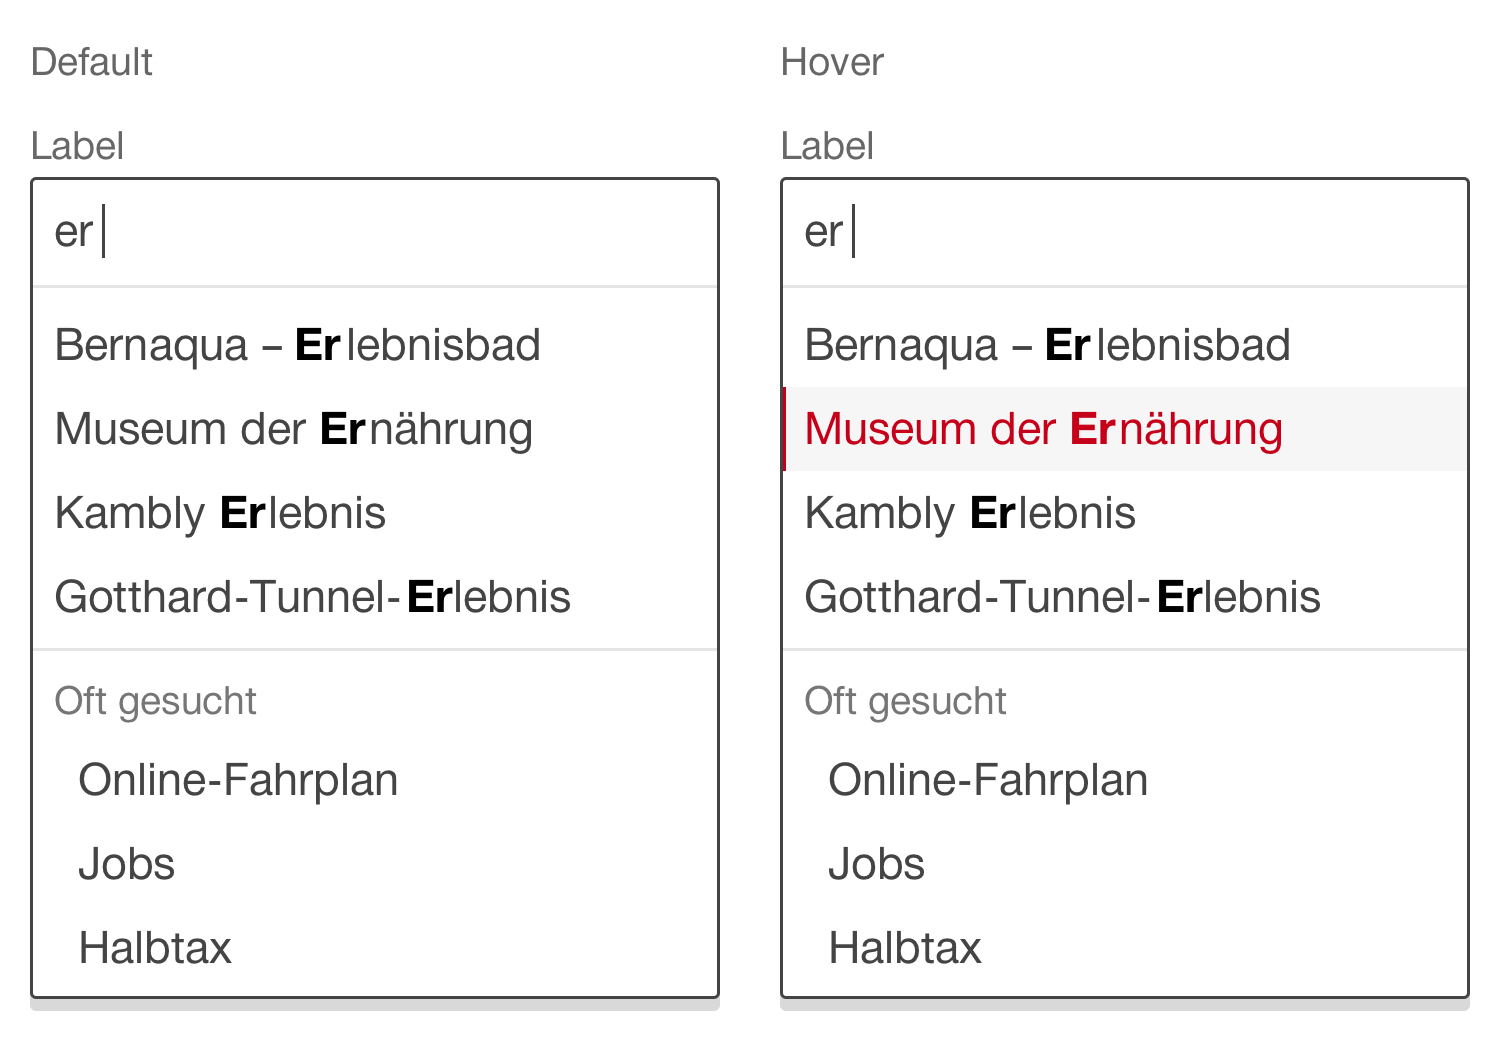 Default
Label
er
Bernaqua – Erlebnisbad
Museum der Ernährung
Kambly Erlebnis
Gotthard-Tunnel-Erlebnis
Oft gesucht
Online-Fahrplan
Jobs
Halbtax
Hover
Label
er
Bernaqua – Erlebnisbad
Museum der Ernährung
Kambly Erlebnis
Gotthard-Tunnel-Erlebnis
Oft gesucht
Online-Fahrplan
Jobs
Halbtax